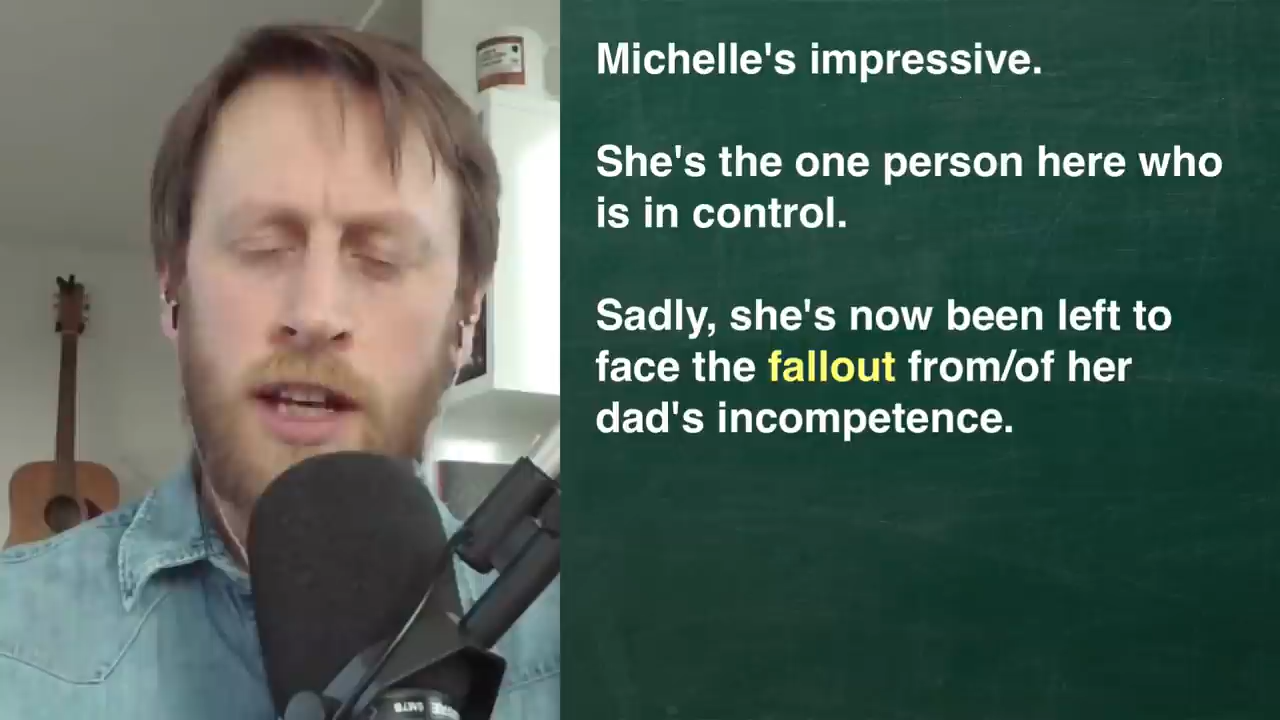 Michelle's impressive.
She's the one person here who
is in control.
Sadly, she's now been left to
face the fallout from/of her
dad's incompetence.